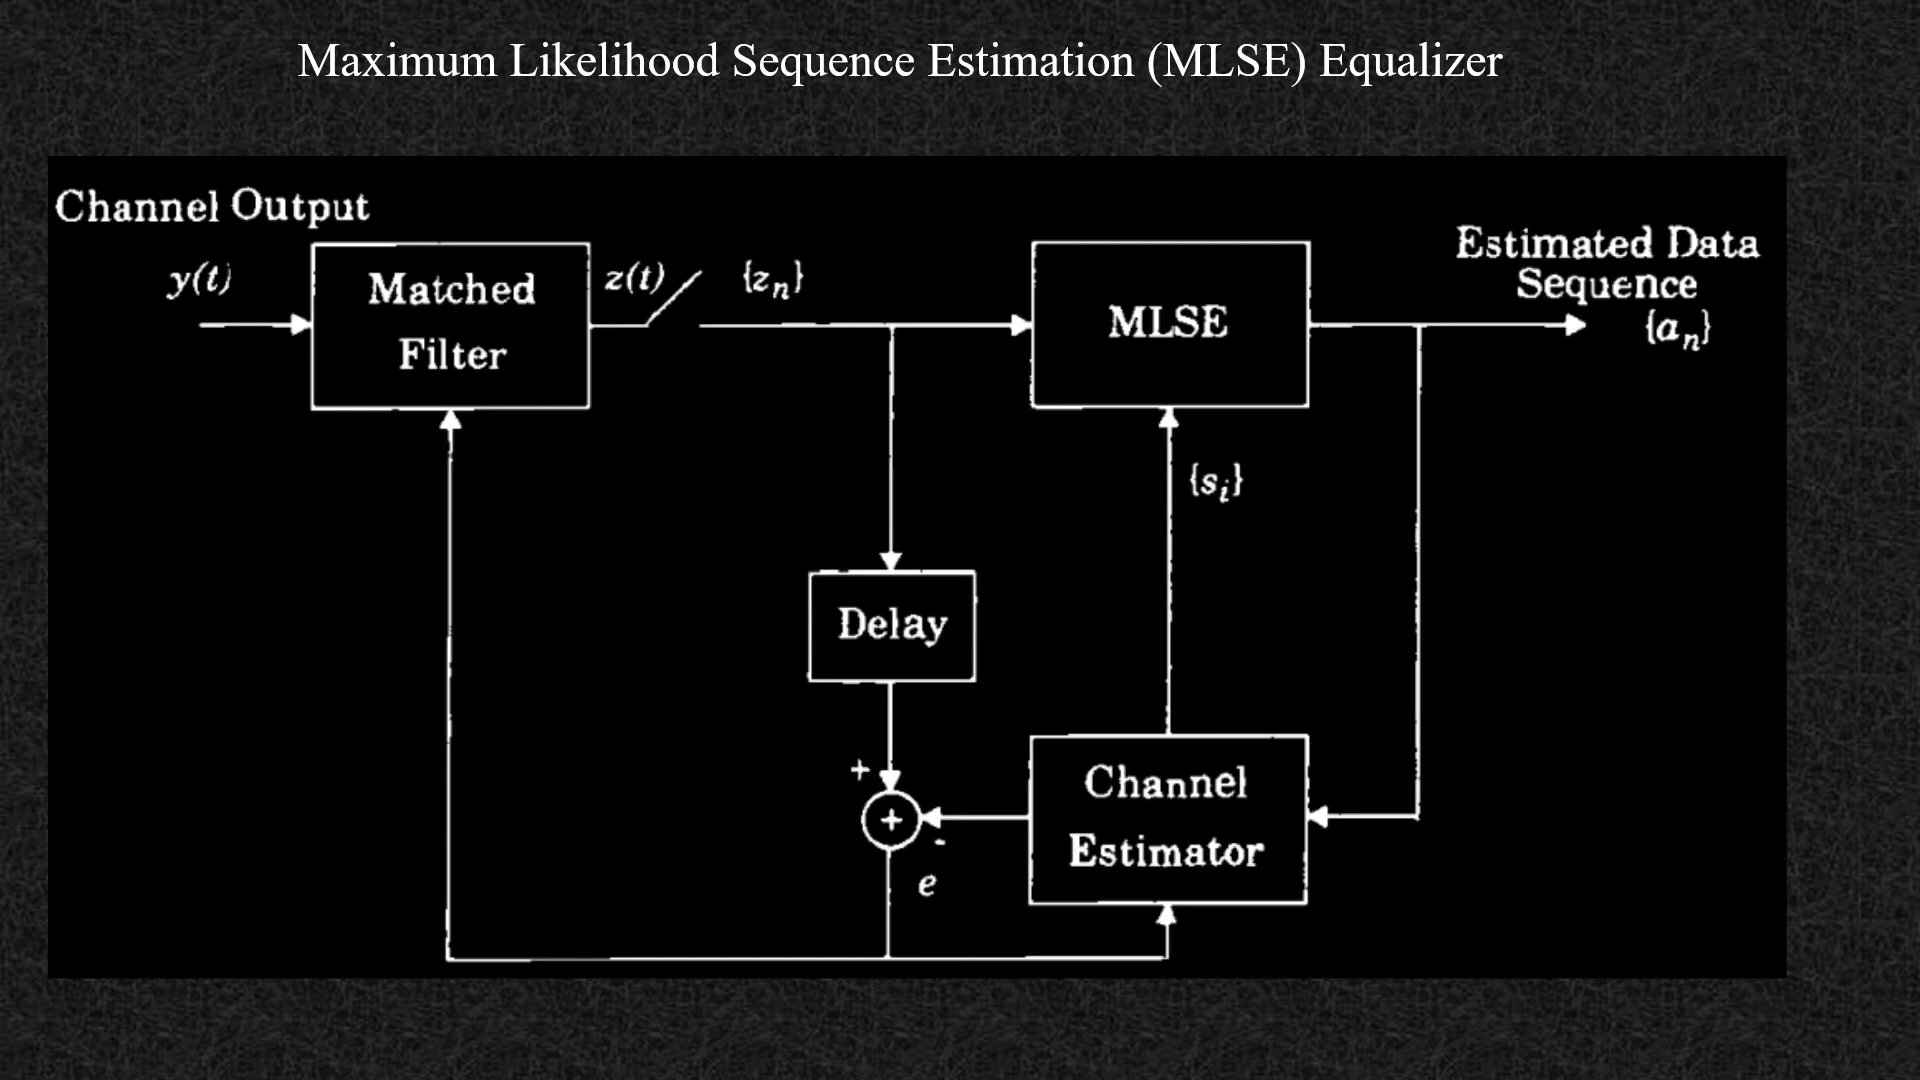 Maximum Likelihood Sequence Estimation (MLSE) Equalizer
Channel Output
y(t)
Matched
Filter
z(t)
{zn}
MLSE
Estimated Data
Sequence
{an}
{si}
Delay
+
+
-
e
Channel
Estimator